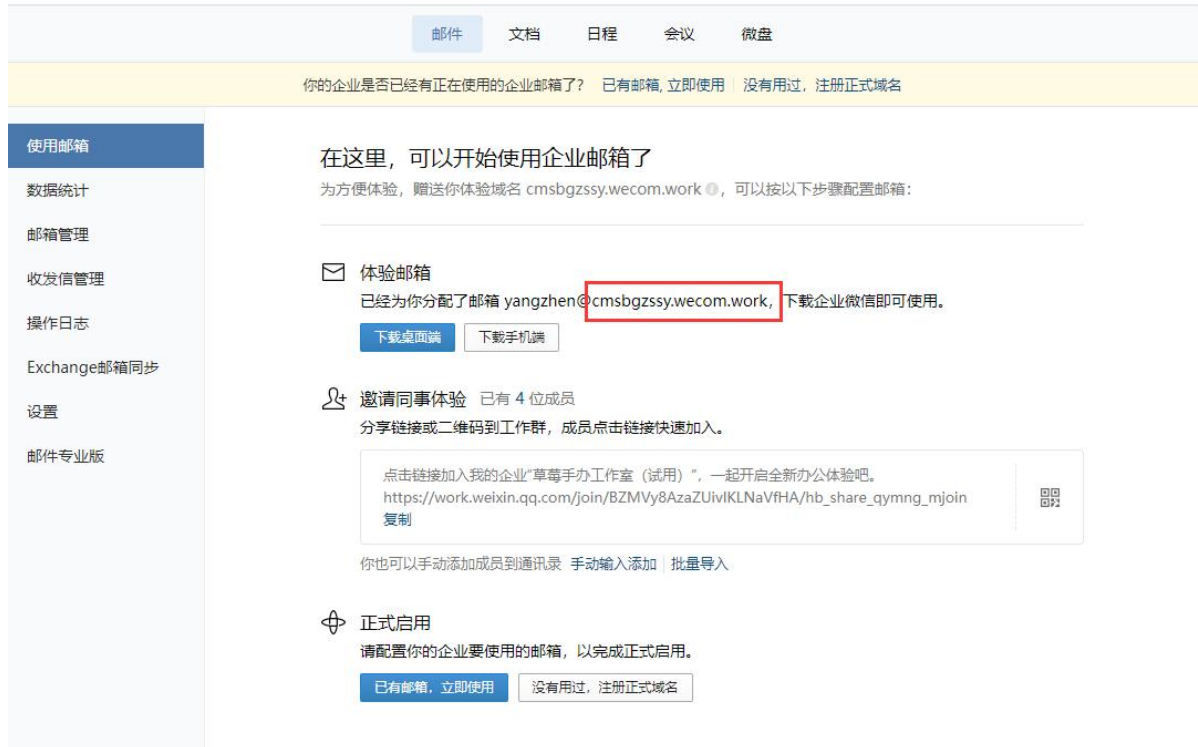 邮件 文档 日程 会议 微盘
你的企业是否已经有正在使用的企业邮箱了？ 已有邮箱, 立即使用 没有用过，注册正式域名
使用邮箱
数据统计
邮箱管理
收发信管理
操作日志
Exchange邮箱同步
设置
邮件专业版
在这里，可以开始使用企业邮箱了
为方便体验，赠送你体验域名 cmsbgzssy.wecom.work ，可以按以下步骤配置邮箱：
体验邮箱
已经为你分配了邮箱 yangzhen@cmsbgzssy.wecom.work，下载企业微信即可使用。
下载桌面端 下载手机端
邀请同事体验 已有 4 位成员
分享链接或二维码到工作群，成员点击链接快速加入。
点击链接加入我的企业“草莓手办工作室（试用）”，一起开启全新办公体验吧。
https://work.weixin.qq.com/join/BZMVy8AzaZUivIKLNaVfHA/hb_share_qymng_mjoin
复制
你也可以手动添加成员到通讯录 手动输入添加 批量导入
正式启用
请配置你的企业要使用的邮箱，以完成正式启用。
已有邮箱，立即使用 没有用过，注册正式域名